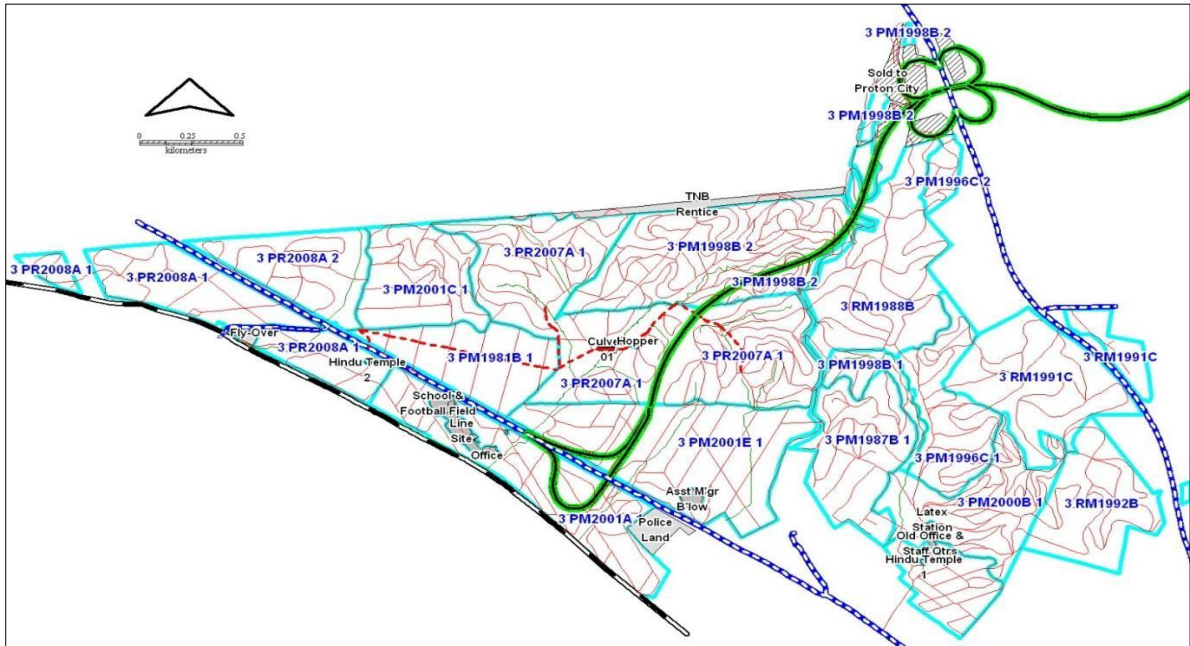 3 PM1998B 2
Sold to
Proton City
3 PM1998B 2
0 0.25 0.5
kilometers
3 PM1996C 2
TNB
Rentice
3 PR2007A 1
3 PM1998B 2
3 PR2008A 2
3 PR2008A 1
3 PR2008A 1
3 PM2001C 1
3 PM1998B 2
3 RM1988B
Fly-Over
3 PR2008A 1
Hindu Temple
2
3 PM1981B 1
Hopper
01
3 PR2007A 1
3 PR2007A 1
3 PM1998B 1
3 RM1991C
3 RM1991C
School &
Football Field
Line
Site
Office
3 PM2001E 1
3 PM1987B 1
3 PM1996C 1
Asst M'gr
B'low
3 PM2000B 1
3 RM1992B
3 PM2001A
Police
Land
Latex
Station
Old Office &
Staff Qtrs
Hindu Temple
1